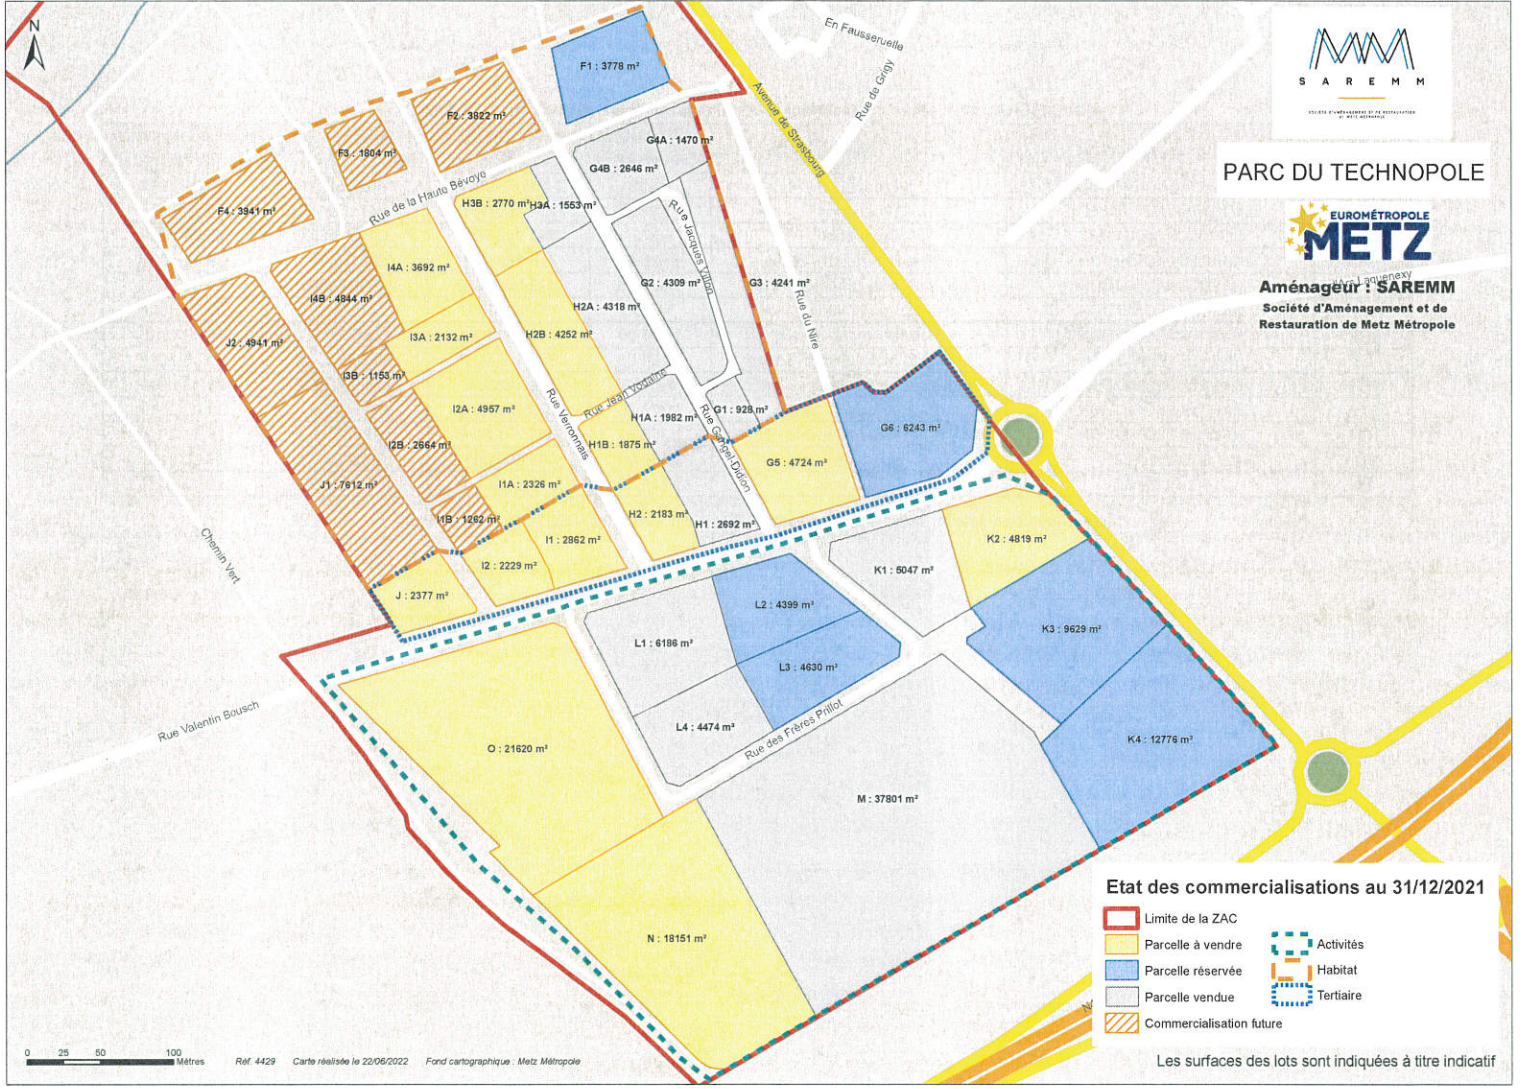 N
En Fausseruelle
Rue de Grigy
Avenue de Strasbourg
SAREMM
PARC DU TECHNOPOLE
EUROMÉTROPOLE
METZ
Aménageur : SAREMM
Société d'Aménagement et de
Restauration de Metz Métropole
F1 : 3778 m²
F2 : 3822 m²
F3 : 1804 m²
F4 : 3941 m²
Rue de la Haute Bévoye
G4A : 1470 m²
G4B : 2646 m²
H3B : 2770 m²
H3A : 1553 m²
Rue Jacques Villon
I4A : 3692 m²
I4B : 4844 m²
G2 : 4309 m²
G3 : 4241 m²
H2A : 4318 m²
H2B : 4252 m²
Rue du Nire
J2 : 4941 m²
I3A : 2132 m²
I3B : 1153 m²
Rue Jean Vodaine
Rue Verronnais
I2A : 4957 m²
H1A : 1982 m²
G1 : 928 m²
Rue Gangel-Didion
G6 : 6243 m²
I2B : 2664 m²
H1B : 1875 m²
G5 : 4724 m²
J1 : 7612 m²
I1A : 2326 m²
I1B : 1262 m²
H2 : 2183 m²
H1 : 2692 m²
I1 : 2862 m²
K2 : 4819 m²
I2 : 2229 m²
K1 : 5047 m²
Chemin Vert
J : 2377 m²
L2 : 4399 m²
K3 : 9629 m²
L1 : 6186 m²
L3 : 4630 m²
Rue Valentin Bousch
L4 : 4474 m²
Rue des Frères Prillot
K4 : 12776 m²
O : 21620 m²
M : 37801 m²
N : 18151 m²
Etat des commercialisations au 31/12/2021
Limite de la ZAC
Parcelle à vendre
Parcelle réservée
Parcelle vendue
Commercialisation future
Activités
Habitat
Tertiaire
0 25 50 100
Mètres
Réf. 4429 Carte réalisée le 22/06/2022 Fond cartographique : Metz Métropole
Les surfaces des lots sont indiquées à titre indicatif